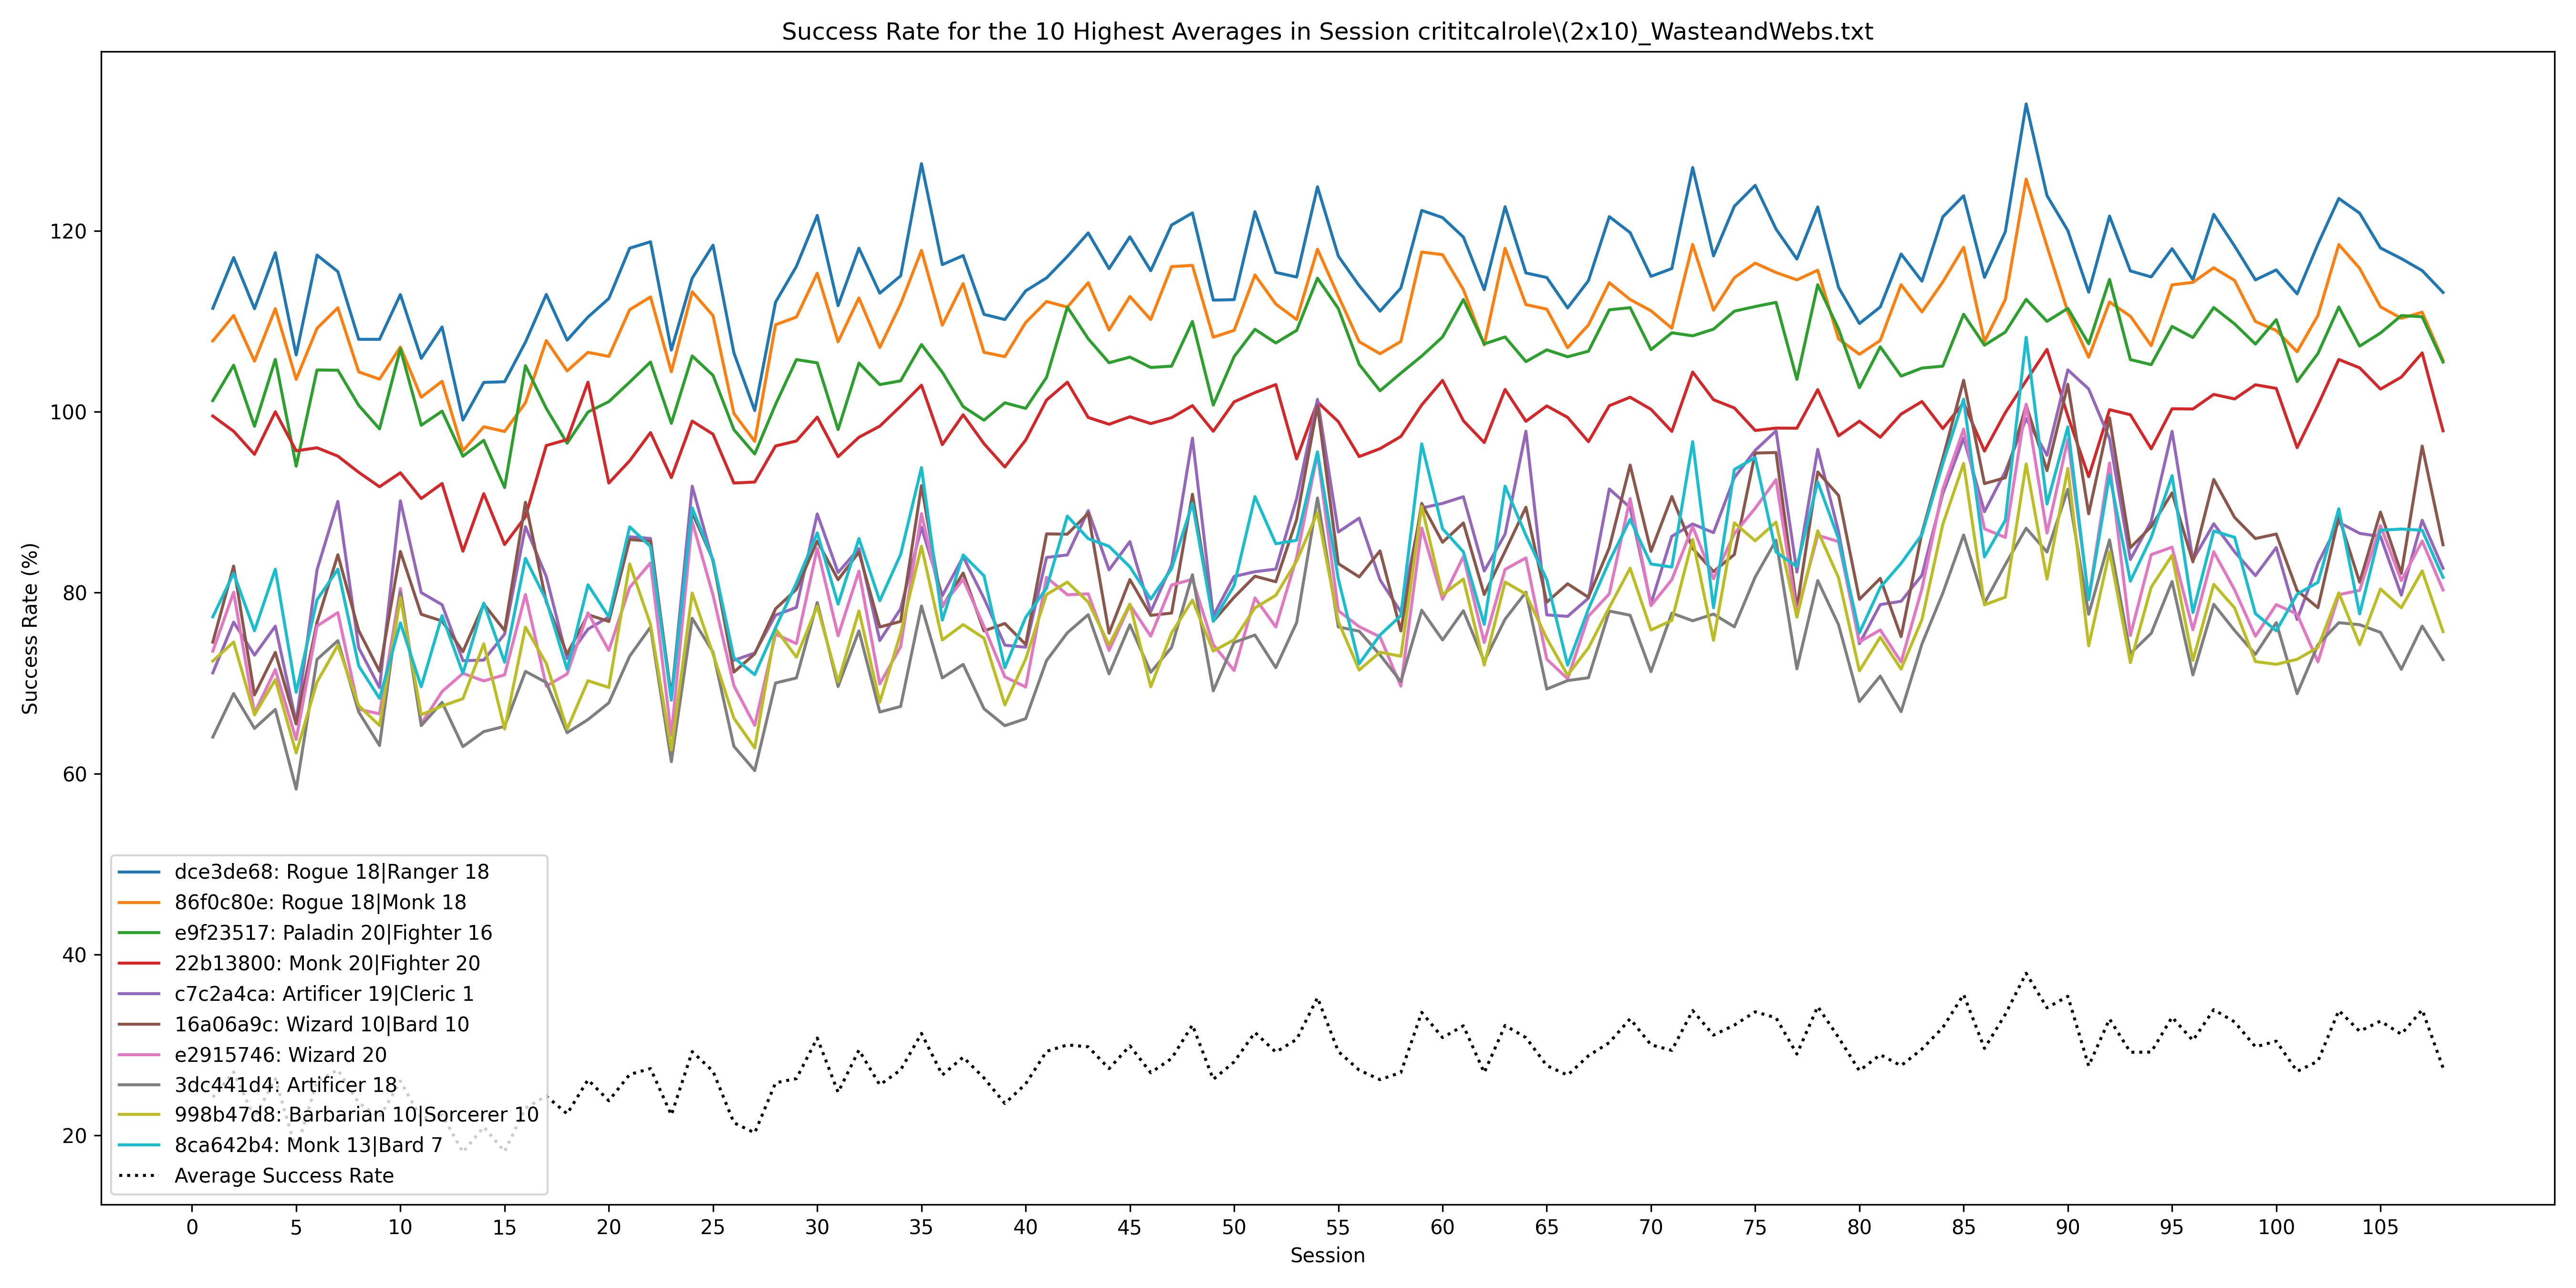 Success Rate for the 10 Highest Averages in Session crititcalrole\(2x10)_WasteandWebs.txt
Success Rate (%)
120
100
80
60
40
20
dce3de68: Rogue 18|Ranger 18
86f0c80e: Rogue 18|Monk 18
e9f23517: Paladin 20|Fighter 16
22b13800: Monk 20|Fighter 20
c7c2a4ca: Artificer 19|Cleric 1
16a06a9c: Wizard 10|Bard 10
e2915746: Wizard 20
3dc441d4: Artificer 18
998b47d8: Barbarian 10|Sorcerer 10
8ca642b4: Monk 13|Bard 7
Average Success Rate
0 5 10 15 20 25 30 35 40 45 50 55 60 65 70 75 80 85 90 95 100 105
Session